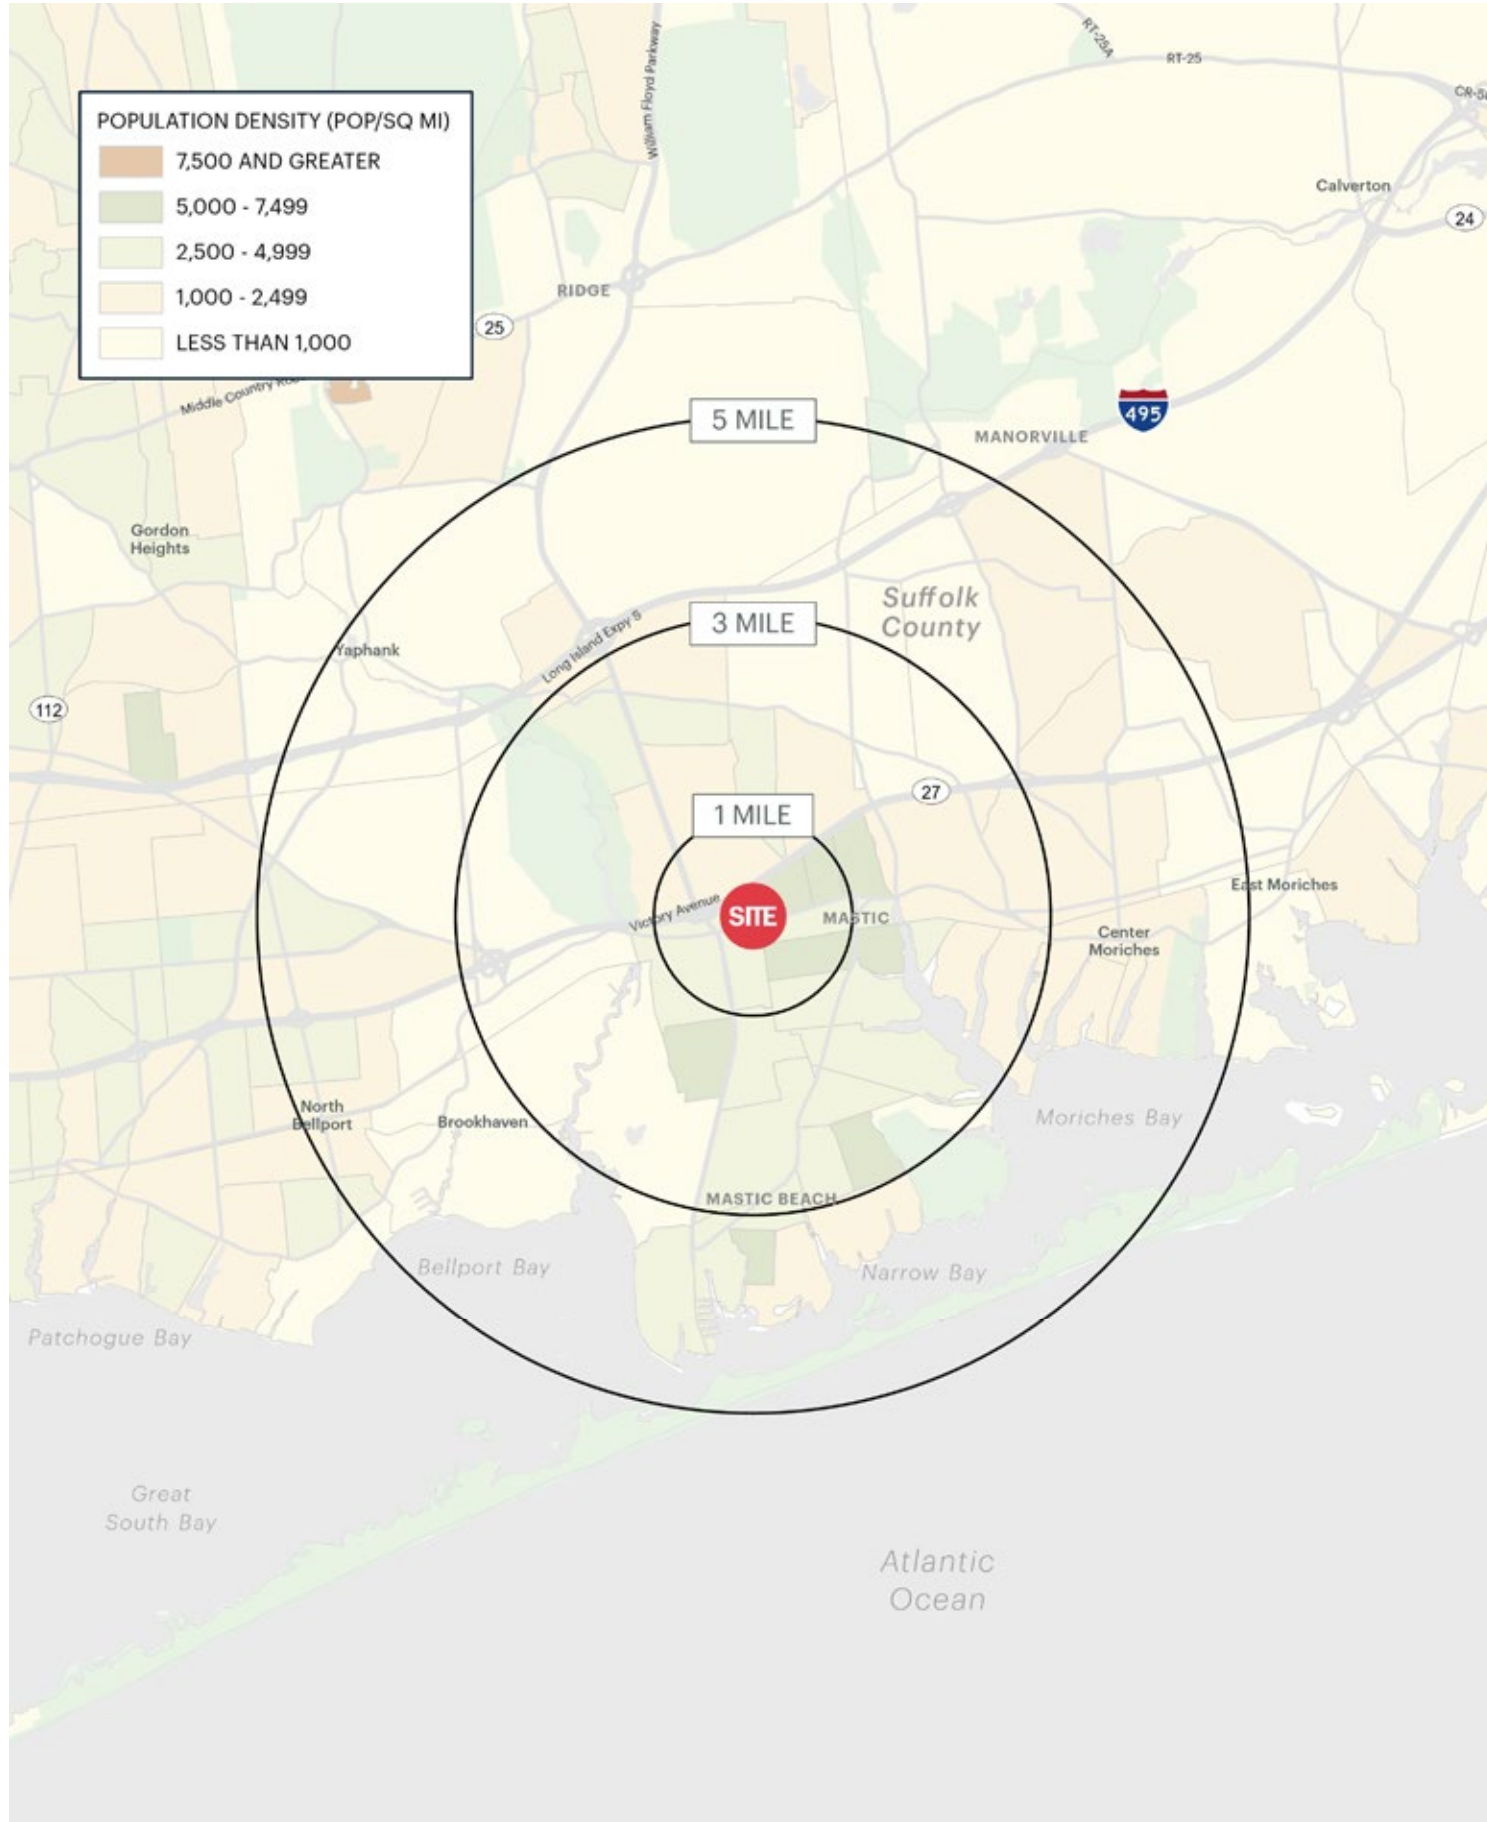 William Floyd Parkway
RT-25A
RT-25
POPULATION DENSITY (POP/SQ MI)
7,500 AND GREATER
5,000 - 7,499
2,500 - 4,999
1,000 - 2,499
LESS THAN 1,000
Calverton
24
RIDGE
25
Middle Country
495
5 MILE
MANORVILLE
Gordon
Heights
Suffolk
County
3 MILE
Long Island Expy S
Yaphank
112
27
1 MILE
Victory Avenue
SITE
MASTIC
East Moriches
Center
Moriches
North
Bellport
Brookhaven
Moriches Bay
MASTIC BEACH
Bellport Bay
Narrow Bay
Patchogue Bay
Great
South Bay
Atlantic
Ocean